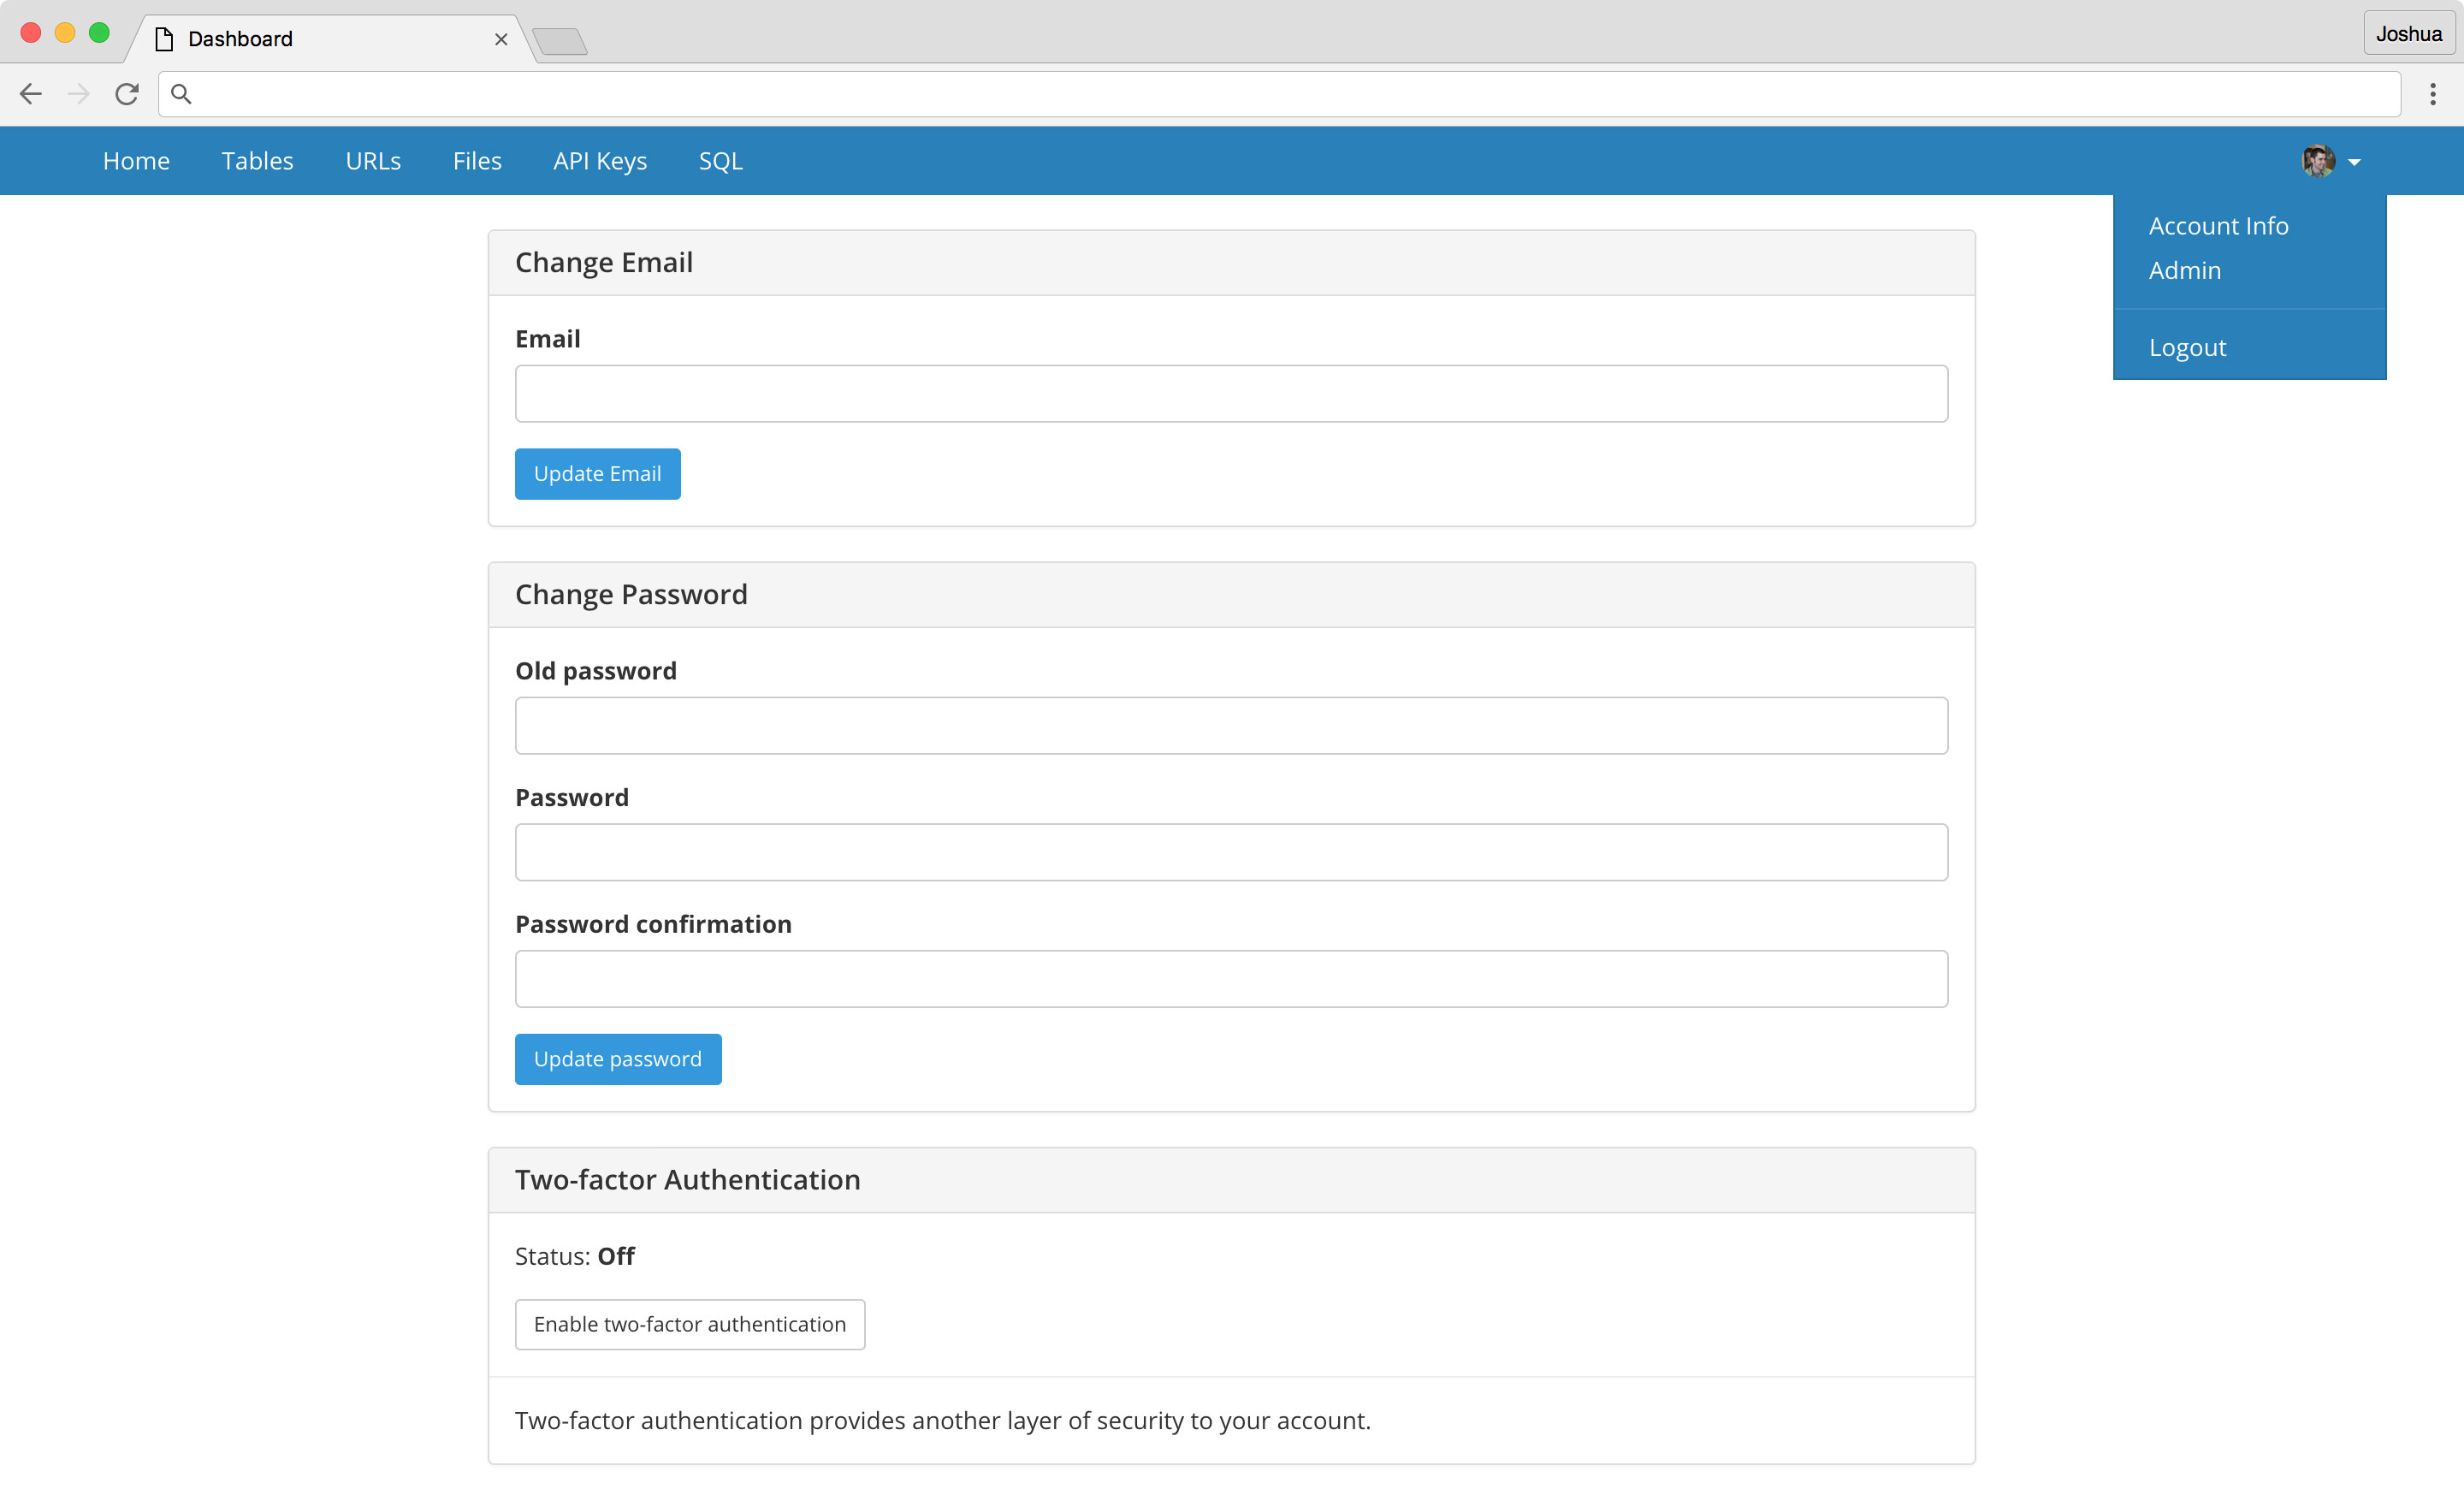 Dashboard
Joshua
Home Tables URLs Files API Keys SQL
Account Info
Admin
Logout
Change Email
Email
Update Email
Change Password
Old password
Password
Password confirmation
Update password
Two-factor Authentication
Status: Off
Enable two-factor authentication
Two-factor authentication provides another layer of security to your account.